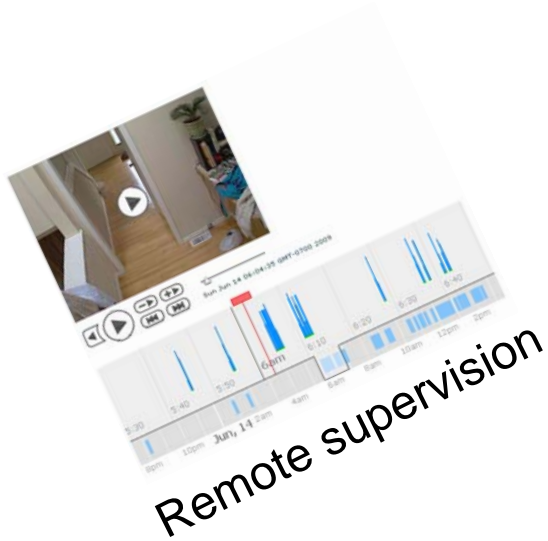 Sun Jun 14 06:04:25 GMT-0700 2009
5:30 5:40 5:50 6am 6:10 6:20 6:30 6:40
8pm 10pm Jun, 14 2am 4am 6am 8am 10am 12pm 2pm
Remote supervision